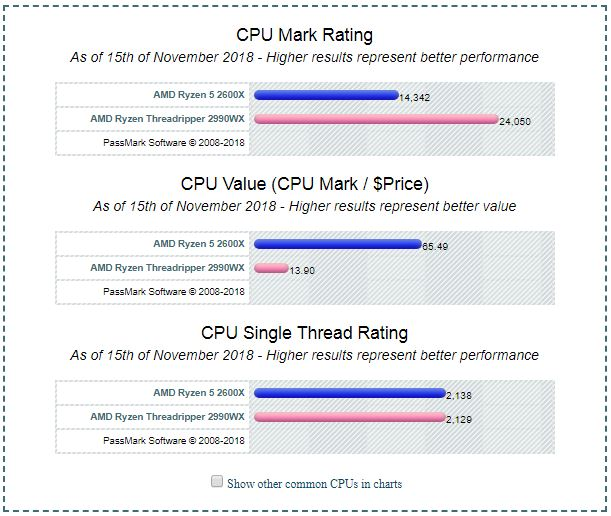 CPU Mark Rating
As of 15th of November 2018 - Higher results represent better performance
AMD Ryzen 5 2600X 14,342
AMD Ryzen Threadripper 2990WX 24,050
PassMark Software © 2008-2018
CPU Value (CPU Mark / $Price)
As of 15th of November 2018 - Higher results represent better value
AMD Ryzen 5 2600X 65.49
AMD Ryzen Threadripper 2990WX 13.90
PassMark Software © 2008-2018
CPU Single Thread Rating
As of 15th of November 2018 - Higher results represent better performance
AMD Ryzen 5 2600X 2,138
AMD Ryzen Threadripper 2990WX 2,129
PassMark Software © 2008-2018
Show other common CPUs in charts